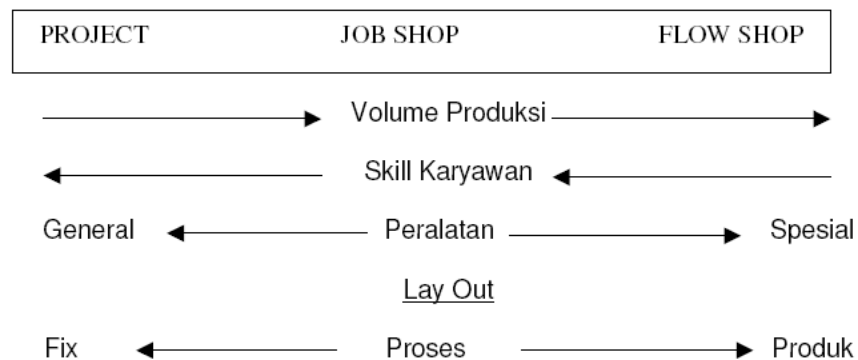 PROJECT JOB SHOP FLOW SHOP
Volume Produksi
Skill Karyawan
General Peralatan Spesial
Lay Out
Fix Proses Produk